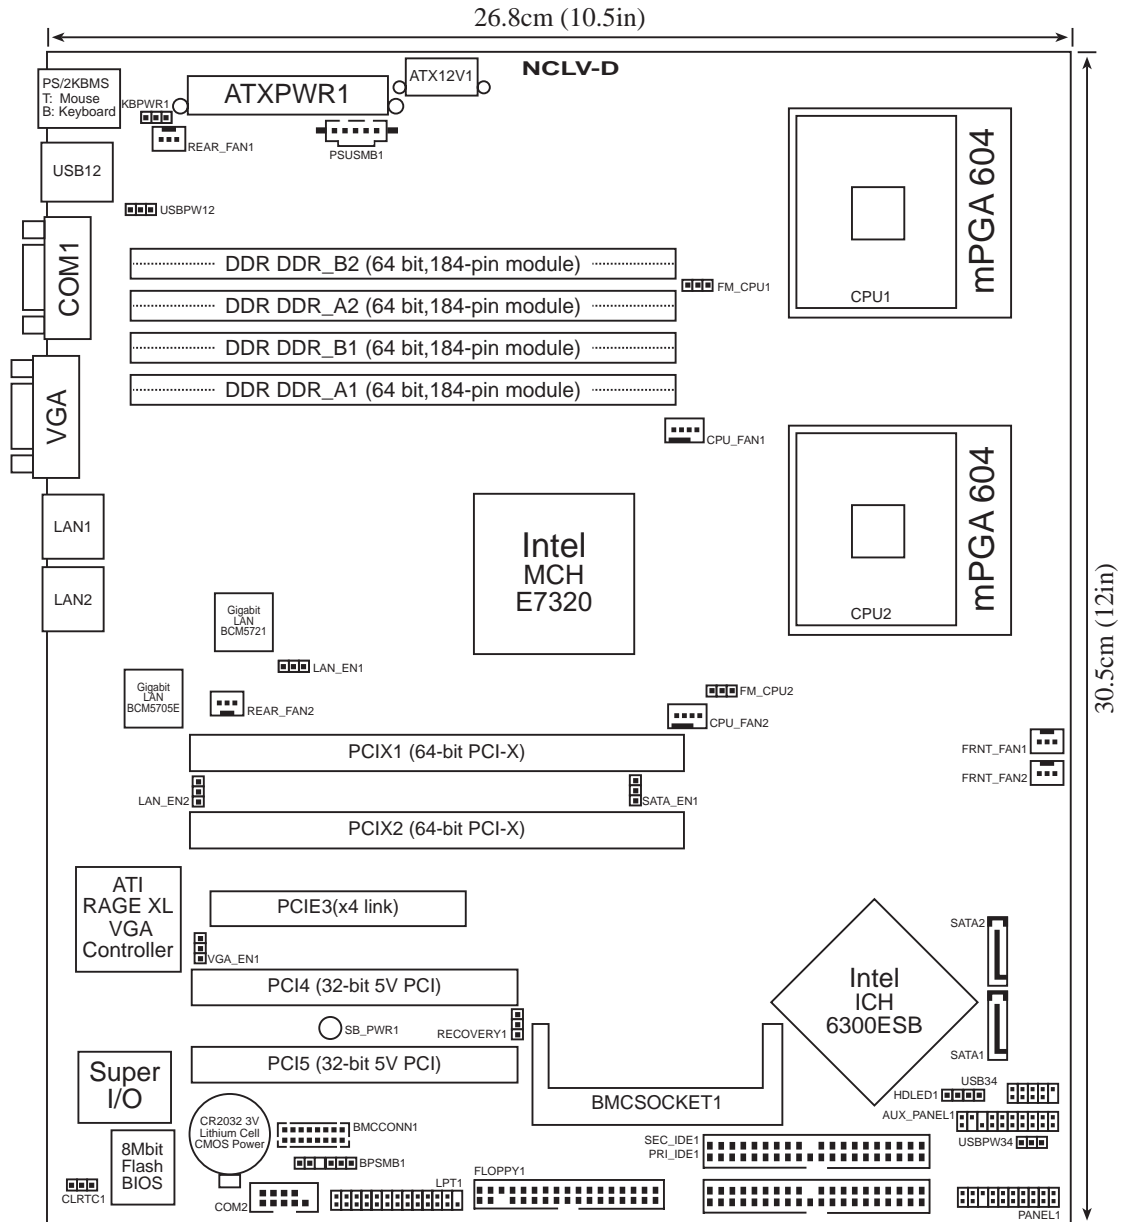 26.8cm (10.5in)
NCLV-D
PS/2KBMS
T: Mouse
B: Keyboard
KBPWR1
ATXPWR1
ATX12V1
REAR_FAN1
PSUSMB1
USB12
USBPW12
COM1
DDR DDR_B2 (64 bit,184-pin module)
FM_CPU1
DDR DDR_A2 (64 bit,184-pin module)
DDR DDR_B1 (64 bit,184-pin module)
DDR DDR_A1 (64 bit,184-pin module)
CPU1
mPGA 604
VGA
CPU_FAN1
LAN1
LAN2
Intel
MCH
E7320
CPU2
mPGA 604
30.5cm (12in)
Gigabit
LAN
BCM5721
LAN_EN1
Gigabit
LAN
BCM5705E
REAR_FAN2
FM_CPU2
CPU_FAN2
PCIX1 (64-bit PCI-X)
FRNT_FAN1
FRNT_FAN2
LAN_EN2
SATA_EN1
PCIX2 (64-bit PCI-X)
ATI
RAGE XL
VGA
Controller
PCIE3(x4 link)
VGA_EN1
SATA2
PCI4 (32-bit 5V PCI)
Intel
ICH
6300ESB
SB_PWR1
RECOVERY1
SATA1
PCI5 (32-bit 5V PCI)
Super
I/O
USB34
HDLED1
BMCSOCKET1
AUX_PANEL1
CR2032 3V
Lithium Cell
CMOS Power
BMCCONN1
SEC_IDE1
PRI_IDE1
USBPW34
8Mbit
Flash
BIOS
BPSMB1
FLOPPY1
CLRTC1
COM2
LPT1
PANEL1